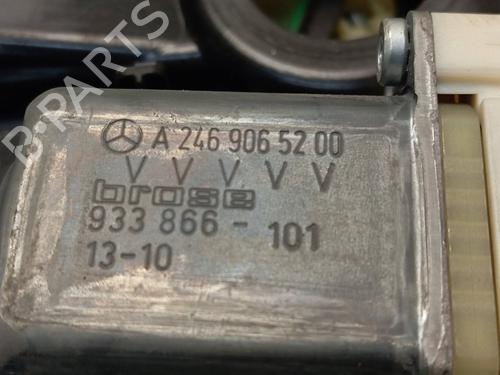 A 246 906 52 00
V V V V V
brose
933 866 - 101
13-10
B-PARTS